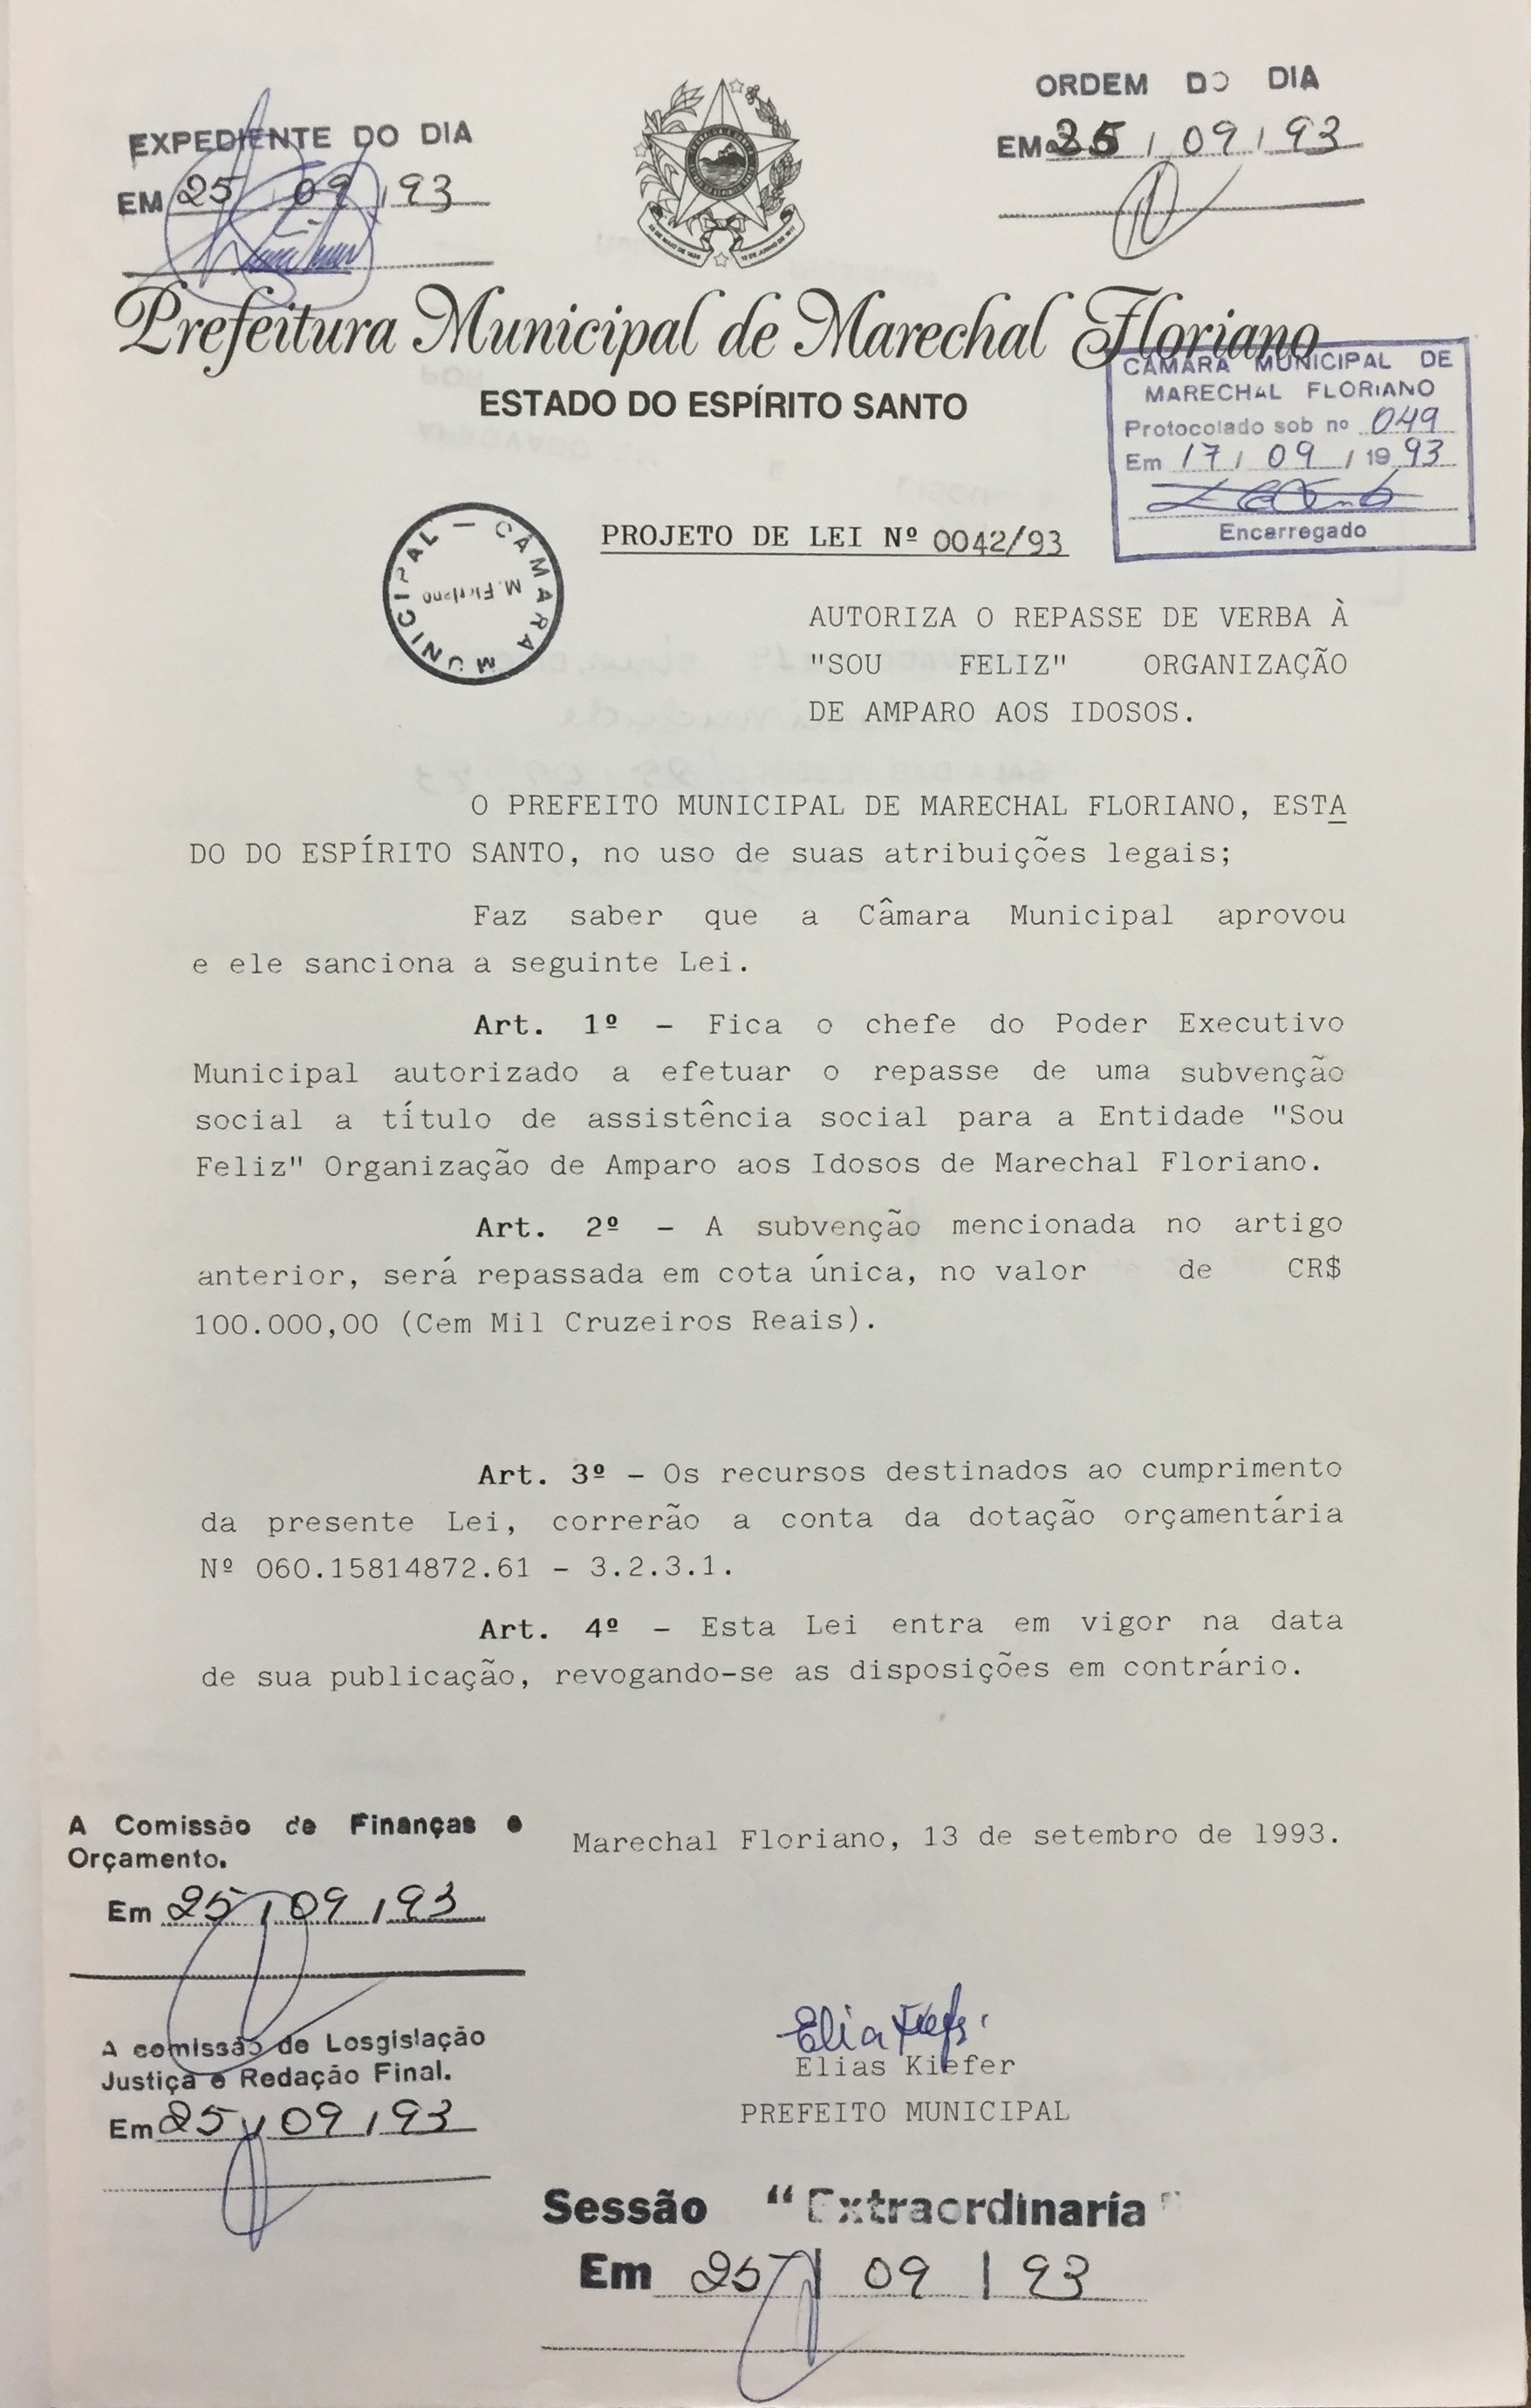 EXPEDIENTE DO DIA
EM 25 / 09 / 93
ORDEM DO DIA
EM 25 / 09 / 93
Prefeitura Municipal de Marechal Floriano
ESTADO DO ESPÍRITO SANTO
CÂMARA MUNICIPAL DE
MARECHAL FLORIANO
Protocolado sob nº 049
Em 17 / 09 / 19 93
Encarregado
CÂMARA MUNICIPAL —
M. Floriano
PROJETO DE LEI Nº 0042/93
AUTORIZA O REPASSE DE VERBA À
"SOU FELIZ" ORGANIZAÇÃO
DE AMPARO AOS IDOSOS.
O PREFEITO MUNICIPAL DE MARECHAL FLORIANO, ESTA
DO DO ESPÍRITO SANTO, no uso de suas atribuições legais;
Faz saber que a Câmara Municipal aprovou
e ele sanciona a seguinte Lei.
Art. 1º - Fica o chefe do Poder Executivo
Municipal autorizado a efetuar o repasse de uma subvenção
social a título de assistência social para a Entidade "Sou
Feliz" Organização de Amparo aos Idosos de Marechal Floriano.
Art. 2º - A subvenção mencionada no artigo
anterior, será repassada em cota única, no valor de CR$
100.000,00 (Cem Mil Cruzeiros Reais).
Art. 3º - Os recursos destinados ao cumprimento
da presente Lei, correrão a conta da dotação orçamentária
Nº 060.15814872.61 - 3.2.3.1.
Art. 4º - Esta Lei entra em vigor na data
de sua publicação, revogando-se as disposições em contrário.
Marechal Floriano, 13 de setembro de 1993.
A Comissão de Finanças e
Orçamento.
Em 25 / 09 / 93
A comissão de Losgislação
Justiça e Redação Final.
Em 25 / 09 / 93
Elias Kiefer
Elias Kiefer
PREFEITO MUNICIPAL
Sessão "Extraordinaría"
Em 25 / 09 / 93